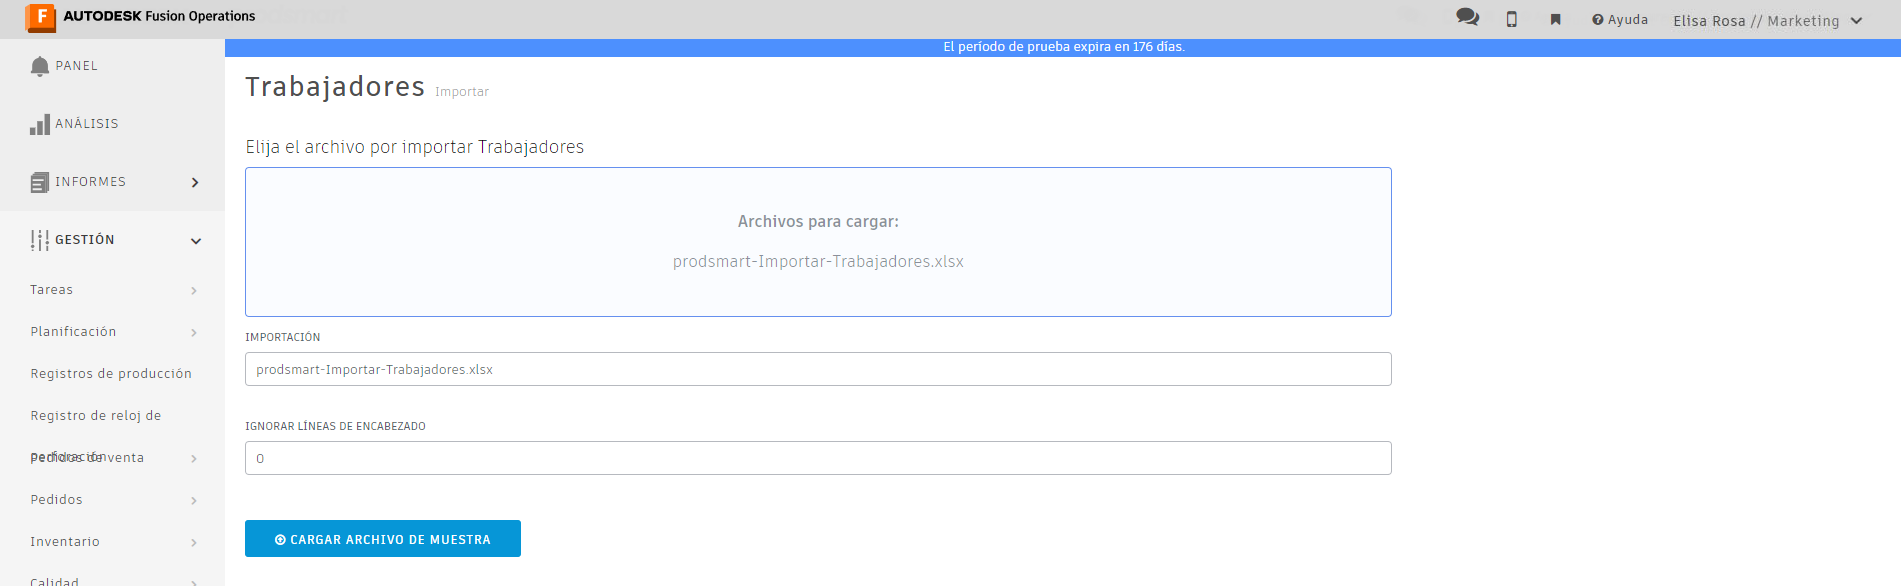 F AUTODESK Fusion Operations
Ayuda
Elisa Rosa // Marketing
El período de prueba expira en 176 días.
PANEL
ANÁLISIS
INFORMES
GESTIÓN
Tareas
Planificación
Registros de producción
Registro de reloj de
perforación
Pedidos de venta
Pedidos
Inventario
Calidad
Trabajadores Importar
Elija el archivo por importar Trabajadores
Archivos para cargar:
prodsmart-Importar-Trabajadores.xlsx
IMPORTACIÓN
prodsmart-Importar-Trabajadores.xlsx
IGNORAR LÍNEAS DE ENCABEZADO
0
CARGAR ARCHIVO DE MUESTRA